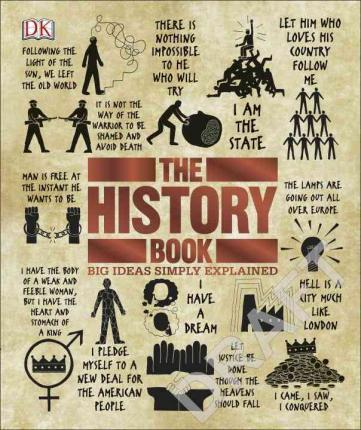 DK
FOLLOWING THE
LIGHT OF THE
SUN, WE LEFT
THE OLD WORLD
THERE IS
NOTHING
IMPOSSIBLE
TO HE
WHO WILL
TRY
LET HIM WHO
LOVES HIS
COUNTRY
FOLLOW
ME
IT IS NOT THE
WAY OF THE
WARRIOR TO BE
SHAMED AND
AVOID DEATH
I AM
THE
STATE
MAN IS FREE AT
THE INSTANT HE
WANTS TO BE.
THE
HISTORY
BOOK
BIG IDEAS SIMPLY EXPLAINED
THE LAMPS ARE
GOING OUT ALL
OVER EUROPE
I HAVE THE BODY
OF A WEAK AND
FEEBLE WOMAN,
BUT I HAVE THE
HEART AND
STOMACH OF
A KING
I
HAVE
A
DREAM
HELL IS A
CITY MUCH
LIKE
LONDON
I PLEDGE
MYSELF TO A
NEW DEAL FOR
THE AMERICAN
PEOPLE
LET
JUSTICE BE
DONE
THOUGH THE
HEAVENS
SHOULD FALL
I CAME, I SAW,
I CONQUERED
DRAFT